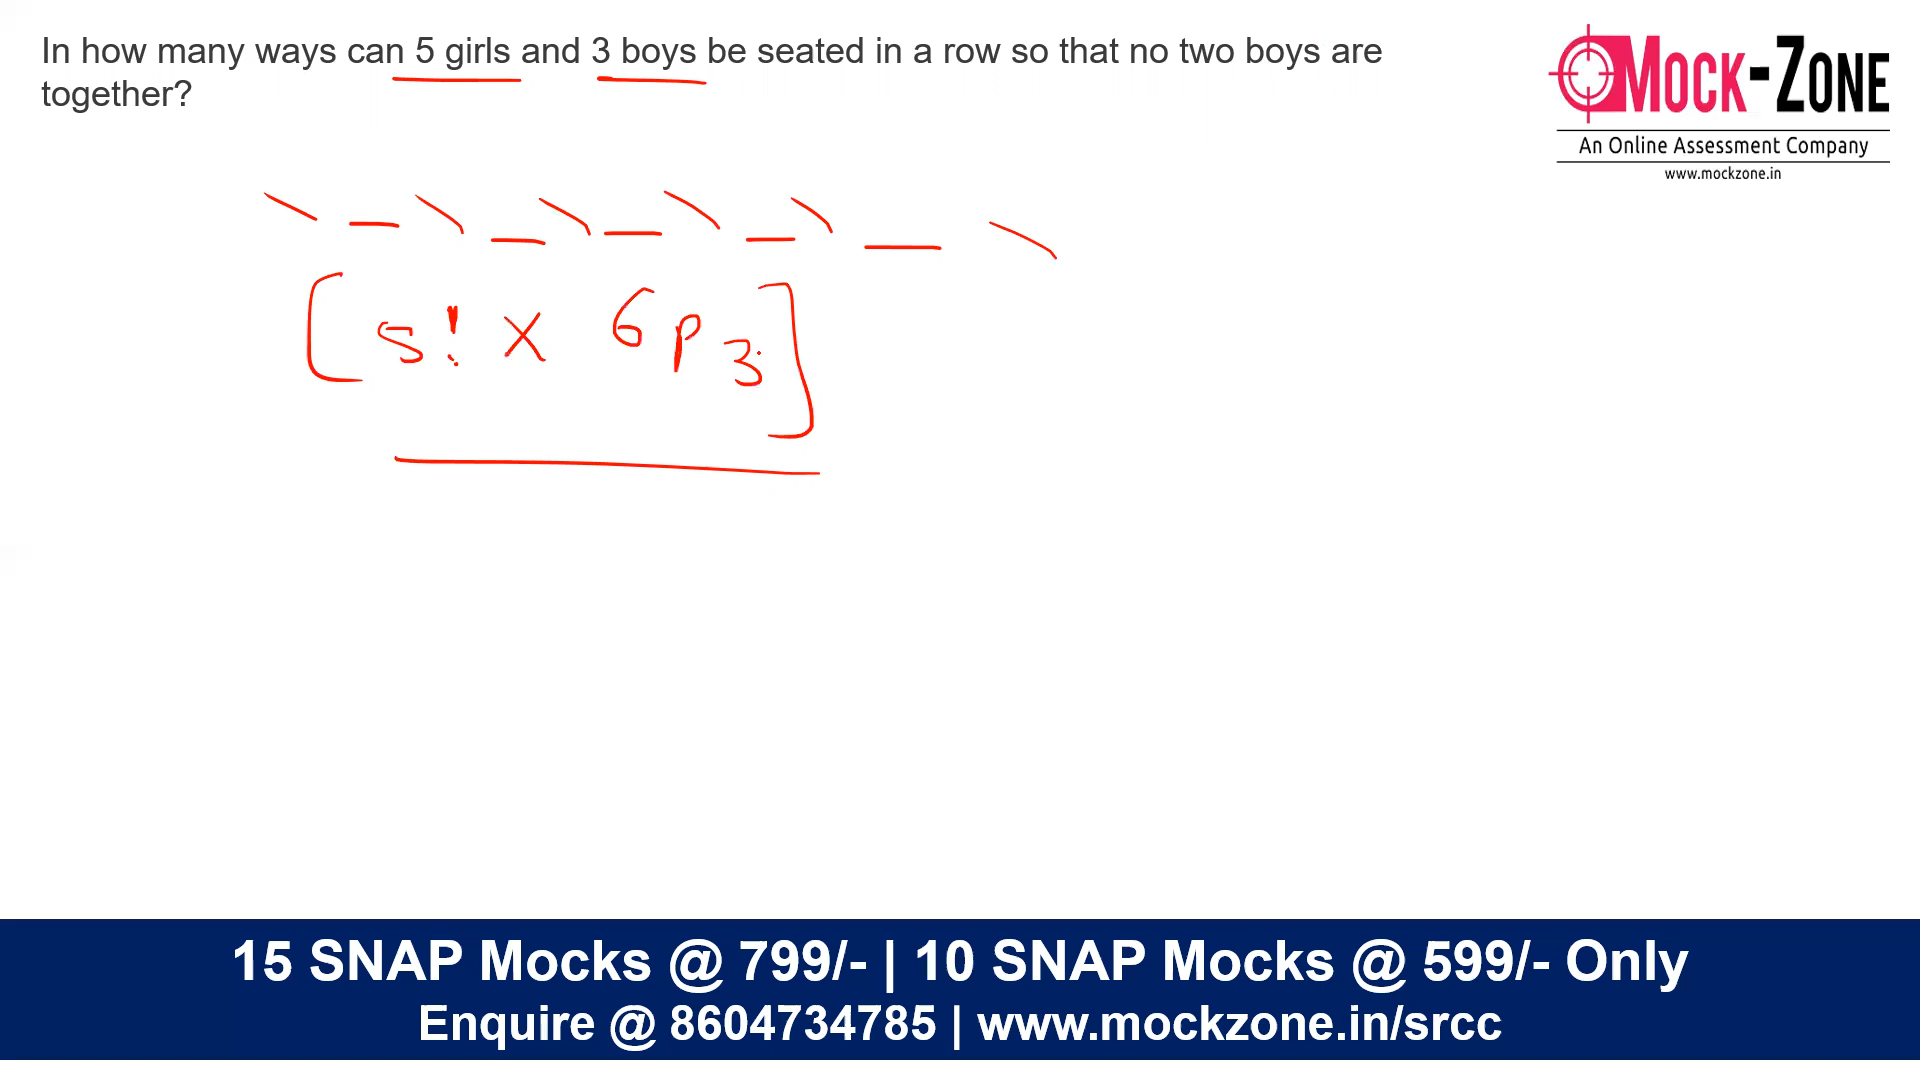 In how many ways can 5 girls and 3 boys be seated in a row so that no two boys are
together?
MOCK-ZONE
An Online Assessment Company
www.mockzone.in
[ 5! X 6P3 ]
15 SNAP Mocks @ 799/- | 10 SNAP Mocks @ 599/- Only
Enquire @ 8604734785 | www.mockzone.in/srcc